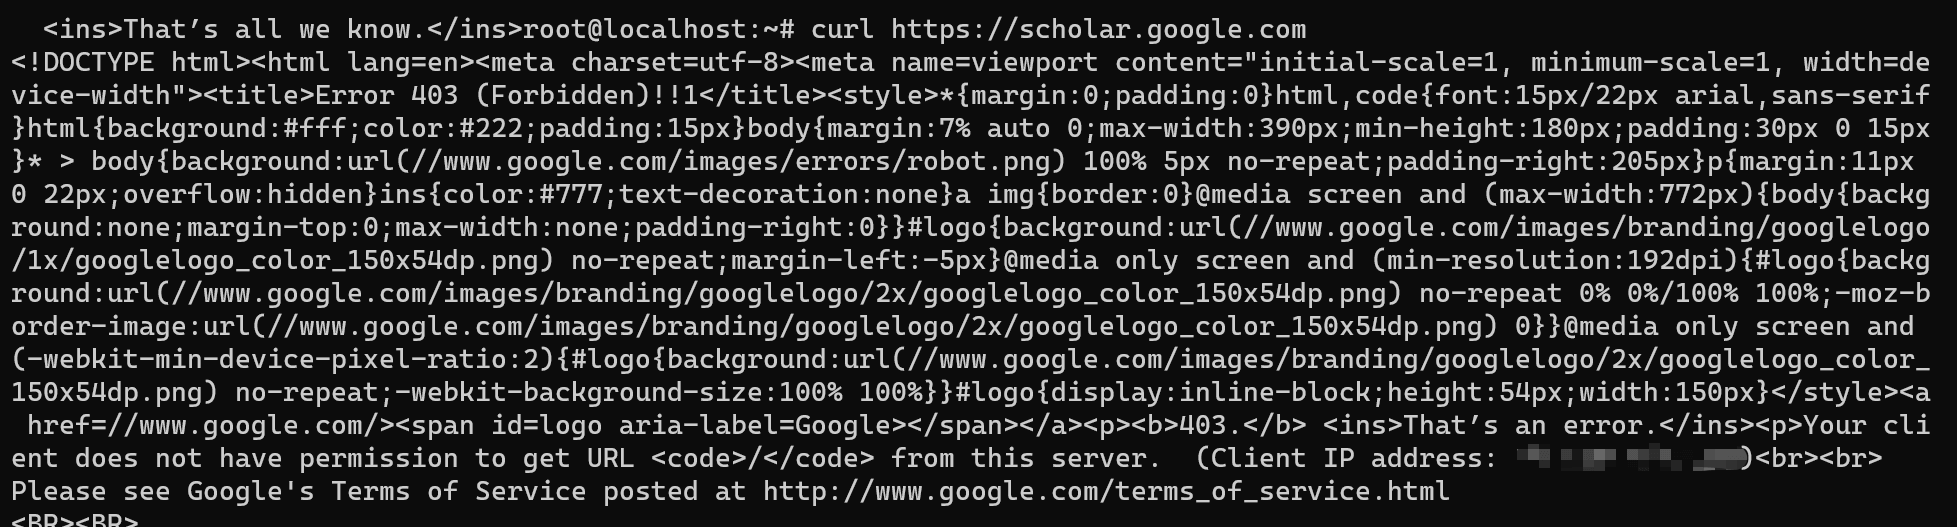 <ins>That’s all we know.</ins>root@localhost:~# curl https://scholar.google.com
<!DOCTYPE html><html lang=en><meta charset=utf-8><meta name=viewport content="initial-scale=1, minimum-scale=1, width=de
vice-width"><title>Error 403 (Forbidden)!!1</title><style>*{margin:0;padding:0}html,code{font:15px/22px arial,sans-serif
}html{background:#fff;color:#222;padding:15px}body{margin:7% auto 0;max-width:390px;min-height:180px;padding:30px 0 15px
}* > body{background:url(//www.google.com/images/errors/robot.png) 100% 5px no-repeat;padding-right:205px}p{margin:11px
0 22px;overflow:hidden}ins{color:#777;text-decoration:none}a img{border:0}@media screen and (max-width:772px){body{backg
round:none;margin-top:0;max-width:none;padding-right:0}}#logo{background:url(//www.google.com/images/branding/googlelogo
/1x/googlelogo_color_150x54dp.png) no-repeat;margin-left:-5px}@media only screen and (min-resolution:192dpi){#logo{backg
round:url(//www.google.com/images/branding/googlelogo/2x/googlelogo_color_150x54dp.png) no-repeat 0% 0%/100% 100%;-moz-b
order-image:url(//www.google.com/images/branding/googlelogo/2x/googlelogo_color_150x54dp.png) 0}}@media only screen and
(-webkit-min-device-pixel-ratio:2){#logo{background:url(//www.google.com/images/branding/googlelogo/2x/googlelogo_color_
150x54dp.png) no-repeat;-webkit-background-size:100% 100%}}#logo{display:inline-block;height:54px;width:150px}</style><a
href=//www.google.com/><span id=logo aria-label=Google></span></a><p><b>403.</b> <ins>That’s an error.</ins><p>Your cli
ent does not have permission to get URL <code>/</code> from this server.  (Client IP address: )<br><br>
Please see Google's Terms of Service posted at http://www.google.com/terms_of_service.html
<BR><BR>